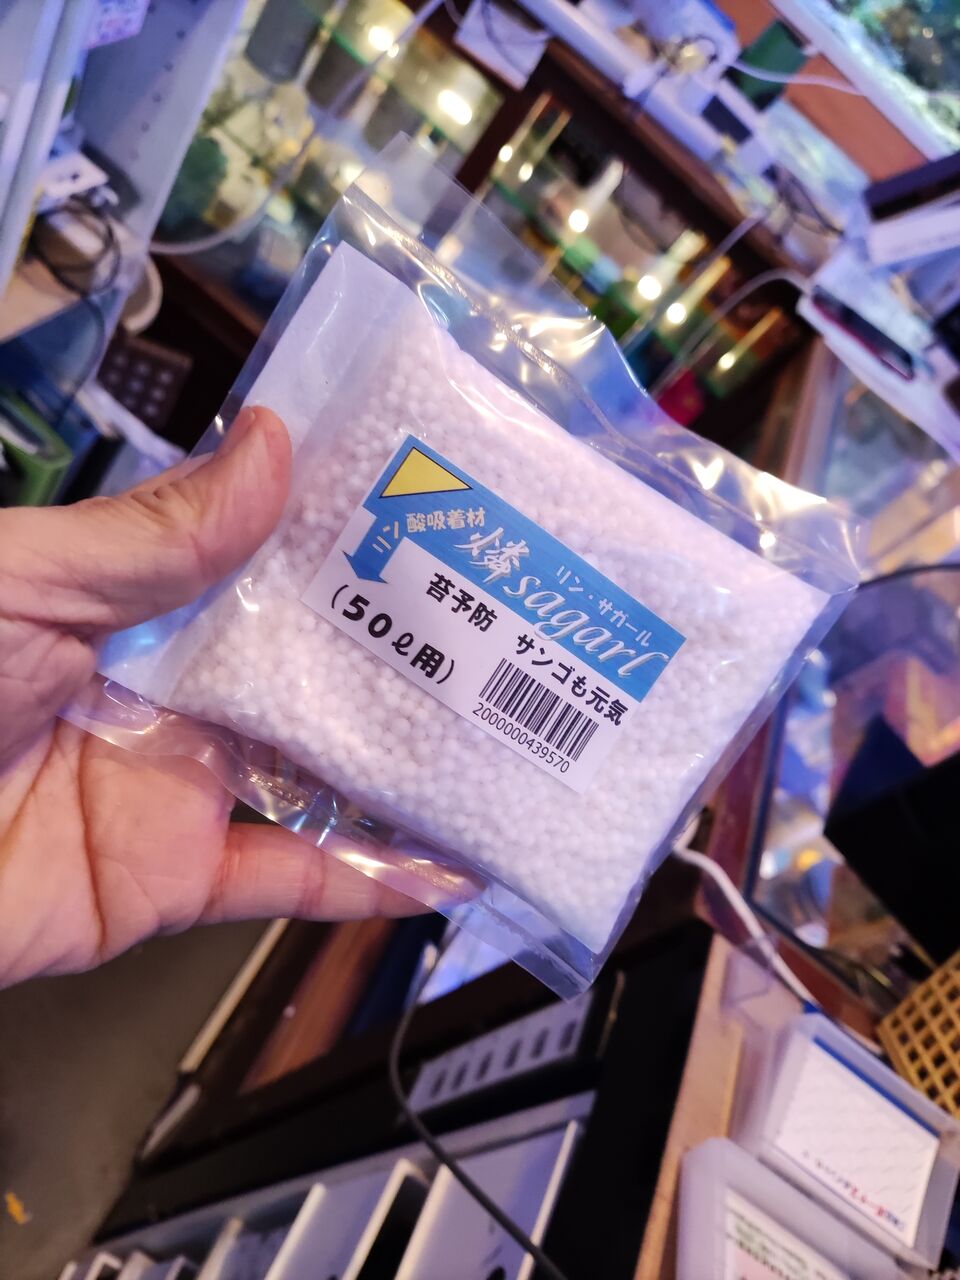 リン酸吸着材
リン・サガール
燐sagarl
苔予防 サンゴも元気
(50ℓ用)
2000000439570